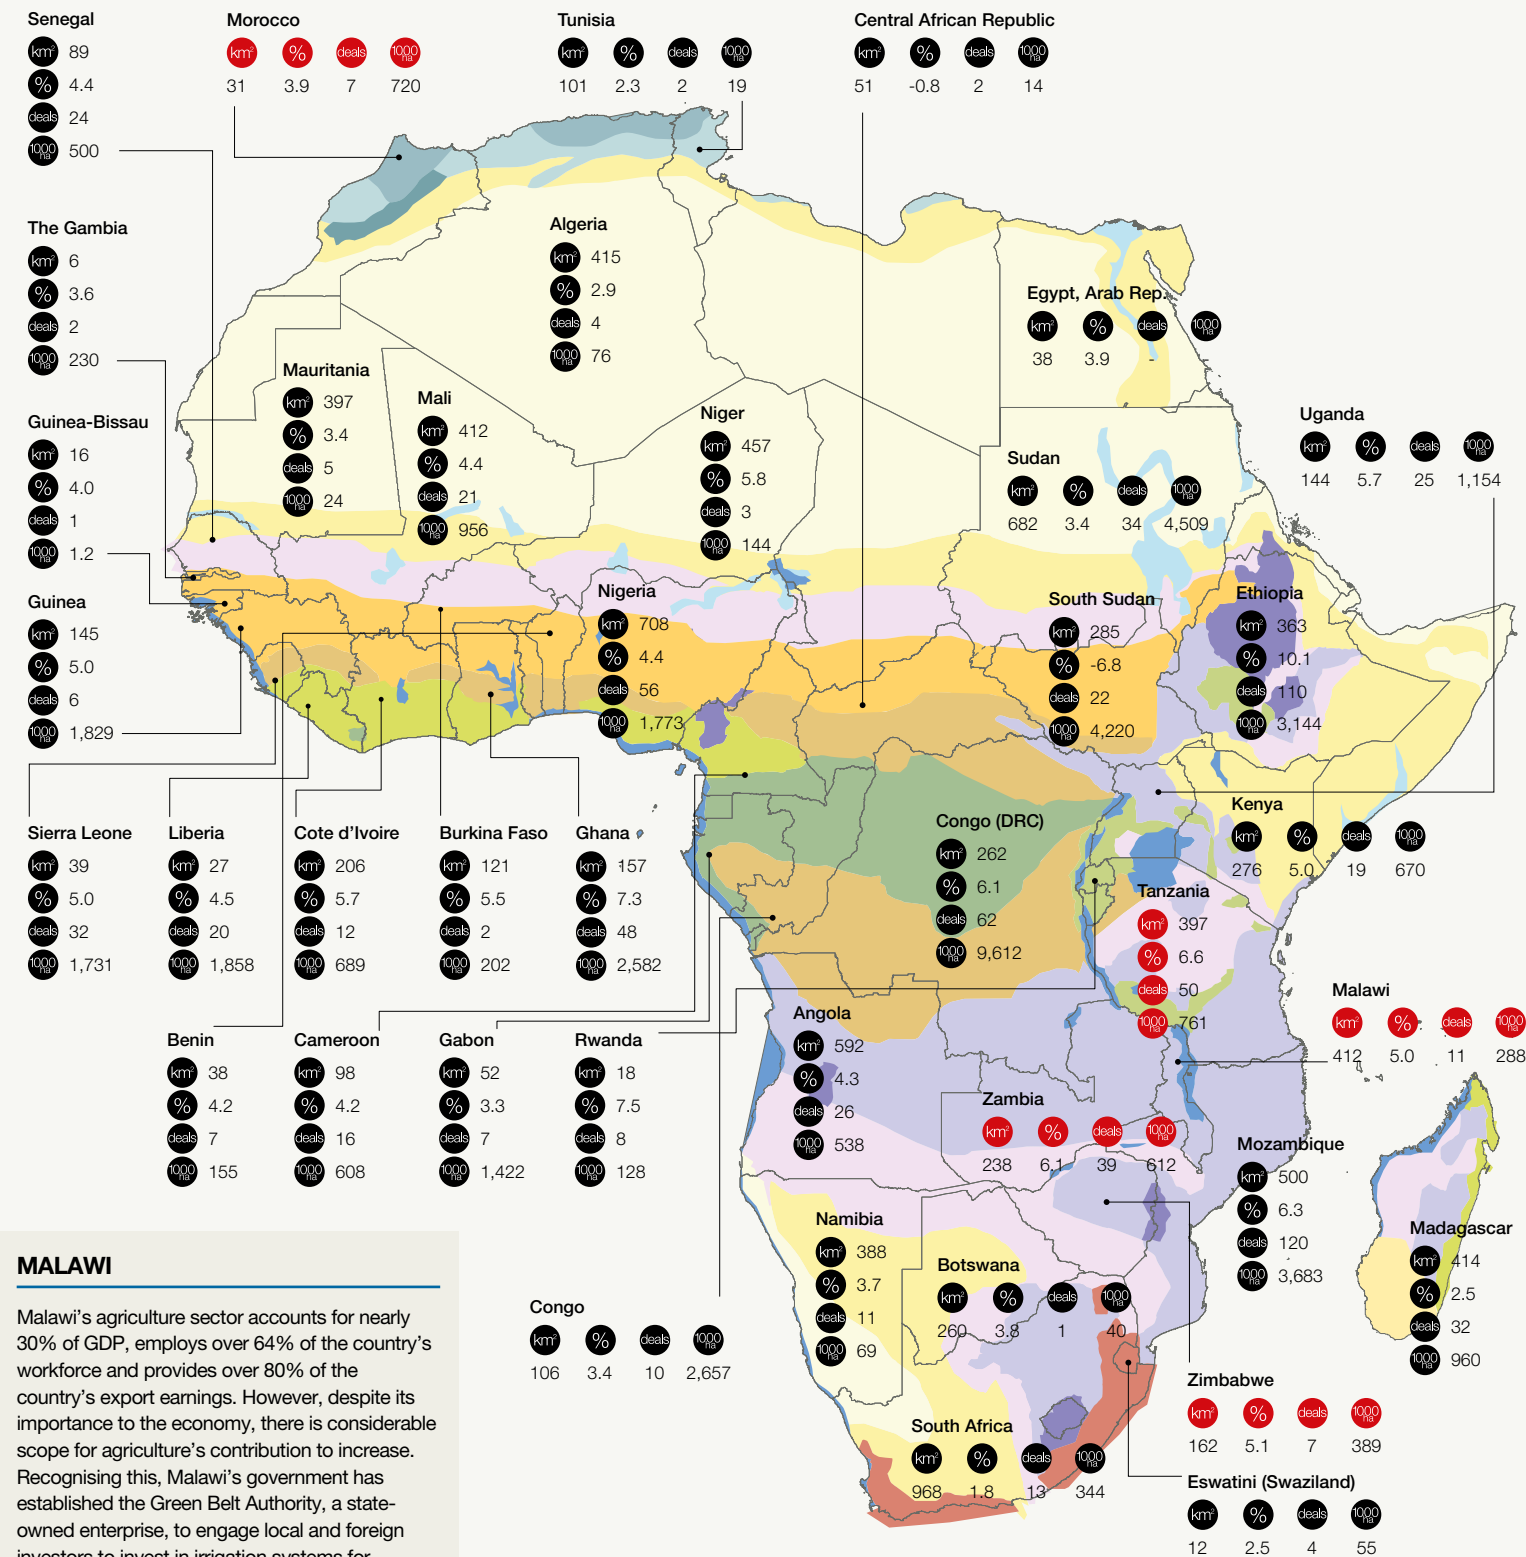 Senegal
km² 89
% 4.4
deals 24
1000 ha 500
Morocco
km² % deals 1000 ha
31 3.9 7 720
Tunisia
km² % deals 1000 ha
101 2.3 2 19
Central African Republic
km² % deals 1000 ha
51 -0.8 2 14
The Gambia
km² 6
% 3.6
deals 2
1000 ha 230
Algeria
km² 415
% 2.9
deals 4
1000 ha 76
Egypt, Arab Rep.
km² % deals 1000 ha
38 3.9 -
Mauritania
km² 397
% 3.4
deals 5
1000 ha 24
Mali
km² 412
% 4.4
deals 21
1000 ha 956
Niger
km² 457
% 5.8
deals 3
1000 ha 144
Sudan
km² % deals 1000 ha
682 3.4 34 4,509
Uganda
km² % deals 1000 ha
144 5.7 25 1,154
Guinea-Bissau
km² 16
% 4.0
deals 1
1000 ha 1.2
Guinea
km² 145
% 5.0
deals 6
1000 ha 1,829
Nigeria
km² 708
% 4.4
deals 56
1000 ha 1,773
South Sudan
km² 285
% -6.8
deals 22
1000 ha 4,220
Ethiopia
km² 363
% 10.1
deals 110
1000 ha 3,144
Sierra Leone
km² 39
% 5.0
deals 32
1000 ha 1,731
Liberia
km² 27
% 4.5
deals 20
1000 ha 1,858
Cote d’Ivoire
km² 206
% 5.7
deals 12
1000 ha 689
Burkina Faso
km² 121
% 5.5
deals 2
1000 ha 202
Ghana
km² 157
% 7.3
deals 48
1000 ha 2,582
Congo (DRC)
km² 262
% 6.1
deals 62
1000 ha 9,612
Kenya
km² % deals 1000 ha
276 5.0 19 670
Tanzania
km² 397
% 6.6
deals 50
1000 ha 761
Malawi
km² % deals 1000 ha
412 5.0 11 288
Benin
km² 38
% 4.2
deals 7
1000 ha 155
Cameroon
km² 98
% 4.2
deals 16
1000 ha 608
Gabon
km² 52
% 3.3
deals 7
1000 ha 1,422
Rwanda
km² 18
% 7.5
deals 8
1000 ha 128
Angola
km² 592
% 4.3
deals 26
1000 ha 538
Zambia
km² % deals 1000 ha
238 6.1 39 612
Mozambique
km² 500
% 6.3
deals 120
1000 ha 3,683
Madagascar
km² 414
% 2.5
deals 32
1000 ha 960
Namibia
km² 388
% 3.7
deals 11
1000 ha 69
Botswana
km² % deals 1000 ha
260 3.8 1 40
Congo
km² % deals 1000 ha
106 3.4 10 2,657
Zimbabwe
km² % deals 1000 ha
162 5.1 7 389
South Africa
km² % deals 1000 ha
968 1.8 13 344
Eswatini (Swaziland)
km² % deals 1000 ha
12 2.5 4 55
MALAWI
Malawi’s agriculture sector accounts for nearly
30% of GDP, employs over 64% of the country’s
workforce and provides over 80% of the
country’s export earnings. However, despite its
importance to the economy, there is considerable
scope for agriculture’s contribution to increase.
Recognising this, Malawi’s government has
established the Green Belt Authority, a state-
owned enterprise, to engage local and foreign
investors to invest in irrigation systems for